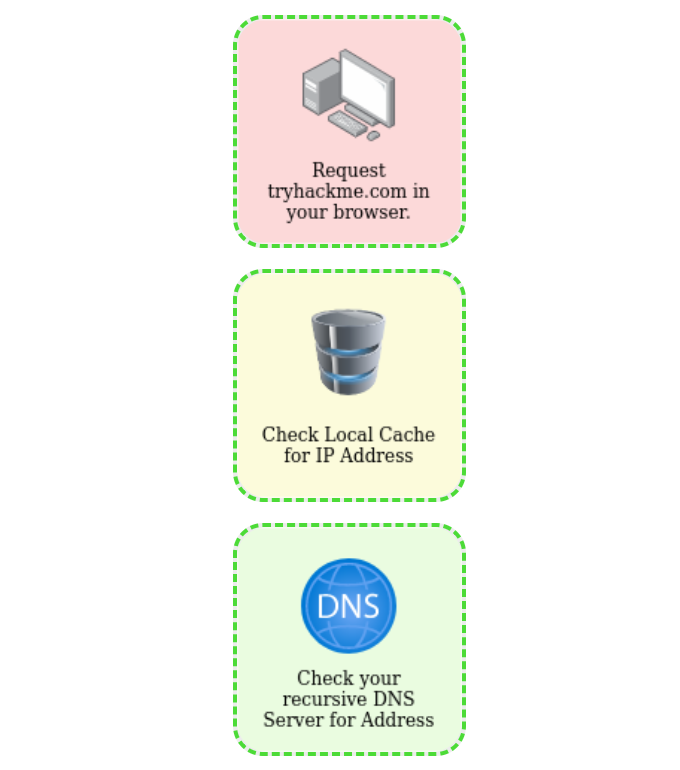 Request
tryhackme.com in
your browser.
Check Local Cache
for IP Address
DNS
Check your
recursive DNS
Server for Address